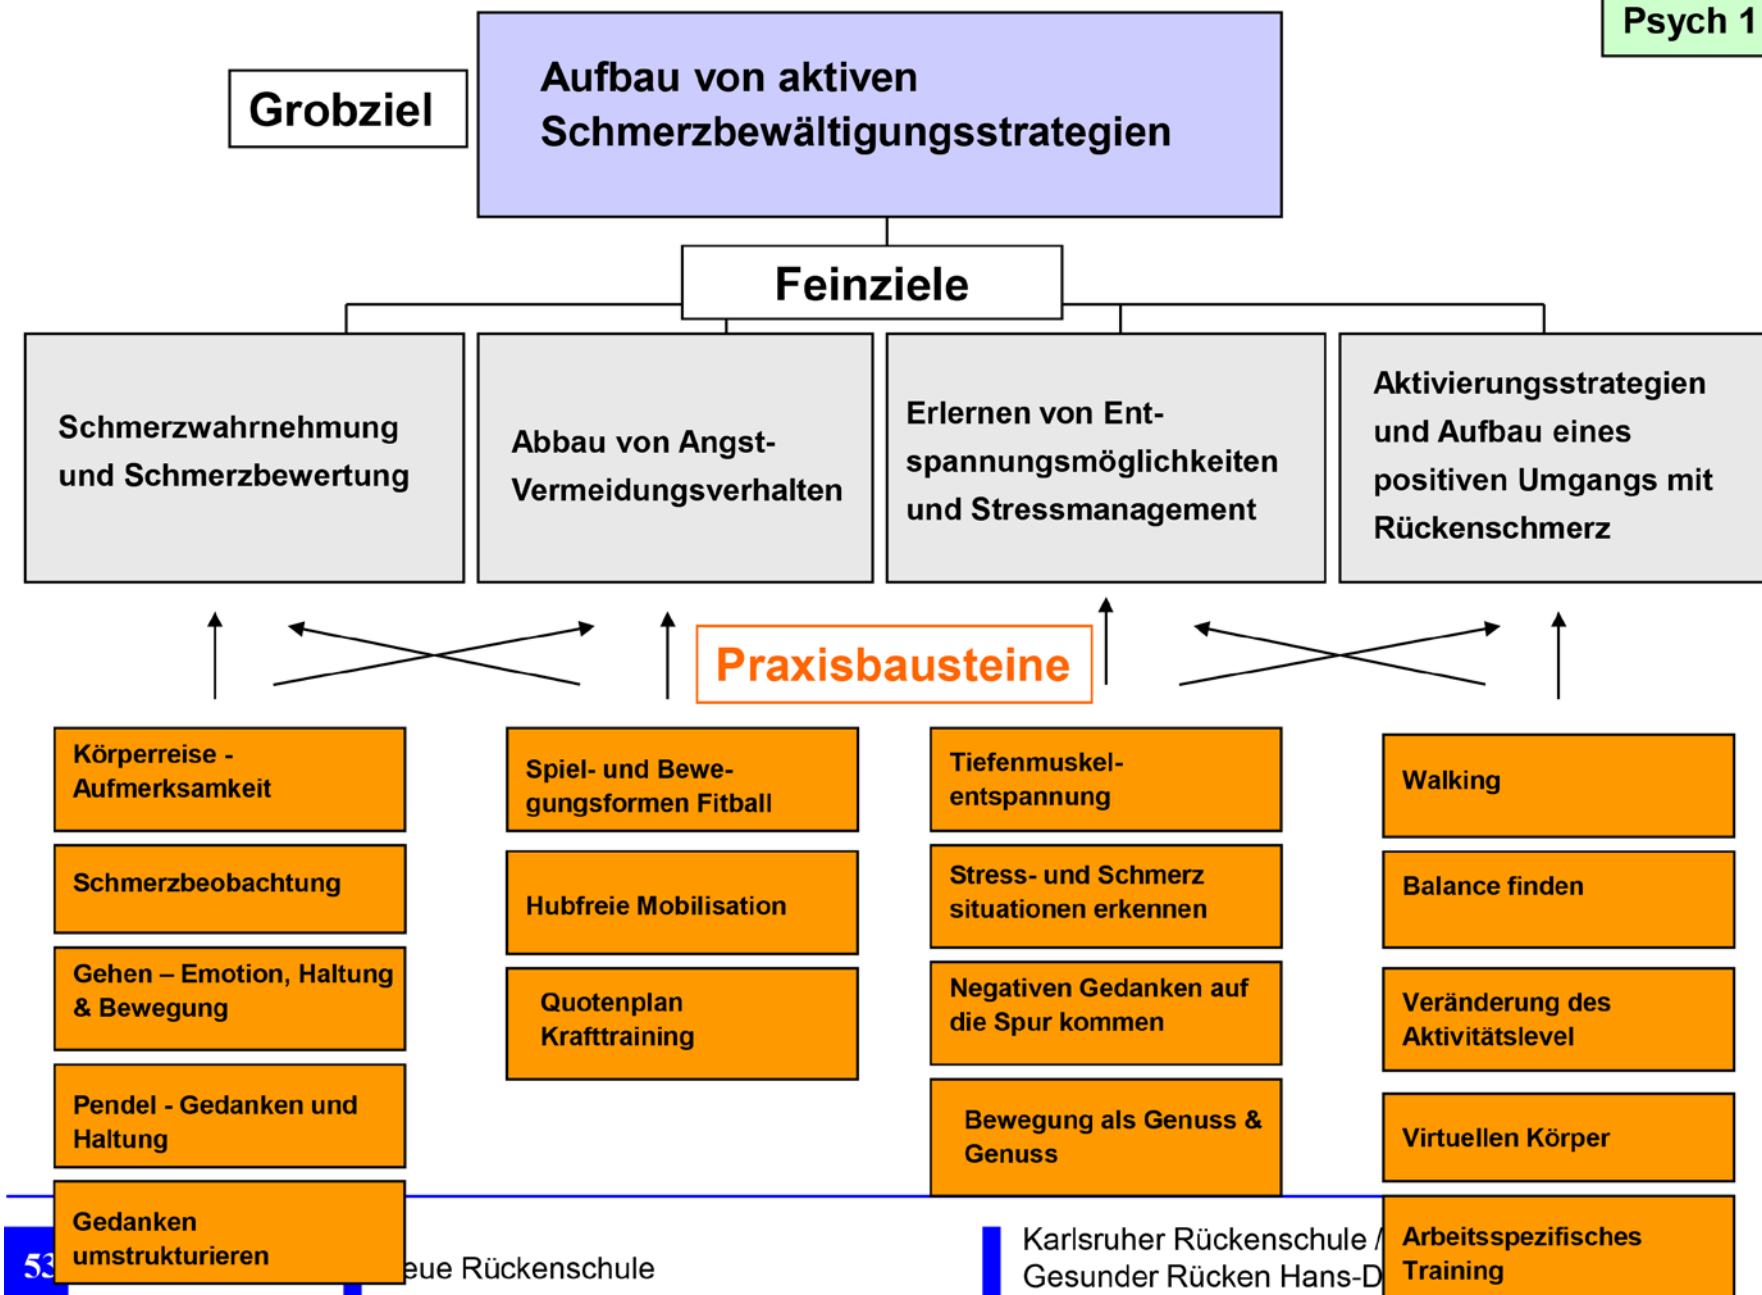 Psych 1
Grobziel
Aufbau von aktiven
Schmerzbewältigungsstrategien
Feinziele
Schmerzwahrnehmung
und Schmerzbewertung
Abbau von Angst-
Vermeidungsverhalten
Erlernen von Ent-
spannungsmöglichkeiten
und Stressmanagement
Aktivierungsstrategien
und Aufbau eines
positiven Umgangs mit
Rückenschmerz
Praxisbausteine
Körperreise -
Aufmerksamkeit
Schmerzbeobachtung
Gehen – Emotion, Haltung
& Bewegung
Pendel - Gedanken und
Haltung
Gedanken
umstrukturieren
Spiel- und Bewe-
gungsformen Fitball
Hubfreie Mobilisation
Quotenplan
Krafttraining
Tiefenmuskel-
entspannung
Stress- und Schmerz
situationen erkennen
Negativen Gedanken auf
die Spur kommen
Bewegung als Genuss &
Genuss
Walking
Balance finden
Veränderung des
Aktivitätslevel
Virtuellen Körper
Arbeitsspezifisches
Training
53
eue Rückenschule
Karlsruher Rückenschule /
Gesunder Rücken Hans-D